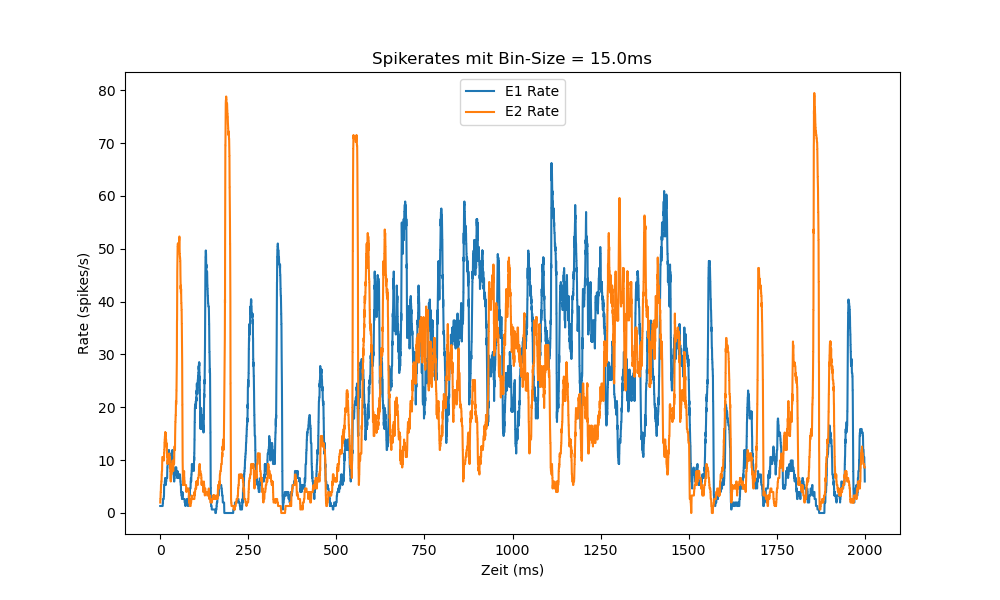 Spikerates mit Bin-Size = 15.0ms
E1 Rate
E2 Rate
80
70
60
50
40
30
20
10
0
Rate (spikes/s)
0 250 500 750 1000 1250 1500 1750 2000
Zeit (ms)